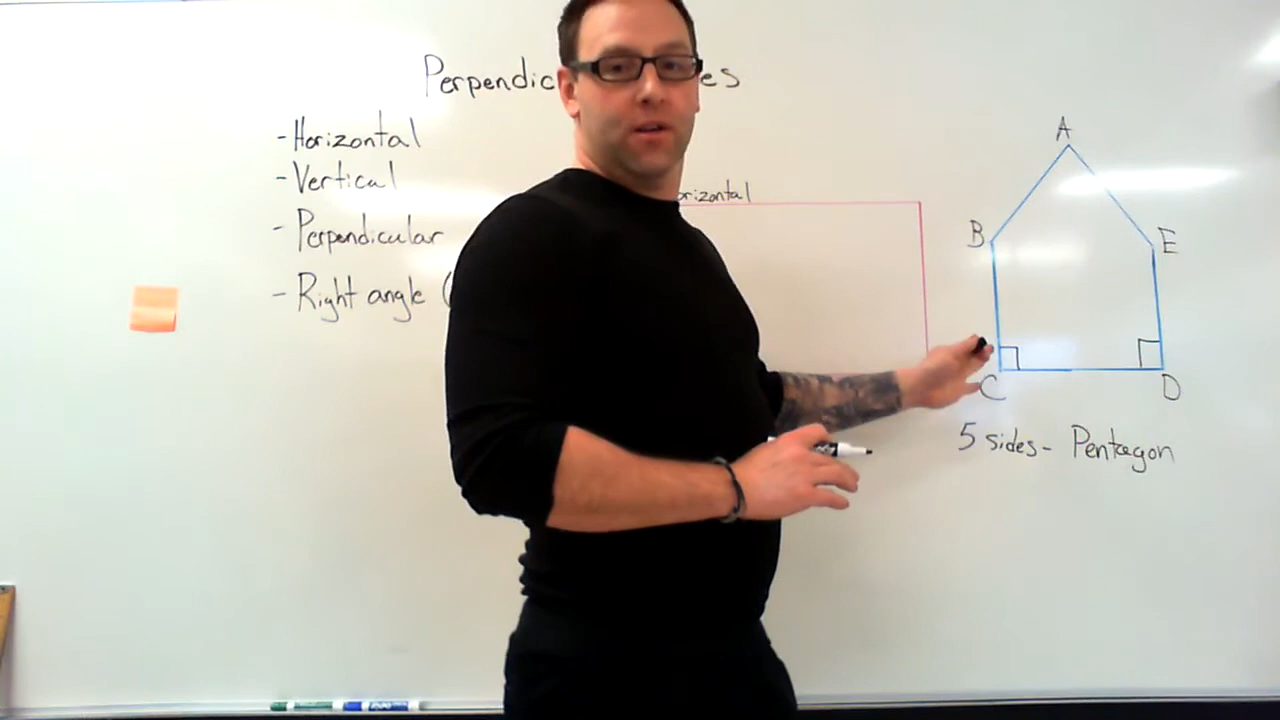 Perpendic es
- Horizontal
- Vertical
- Perpendicular
- Right angle (
orizontal
A
B
E
C
D
5 sides- Pentagon